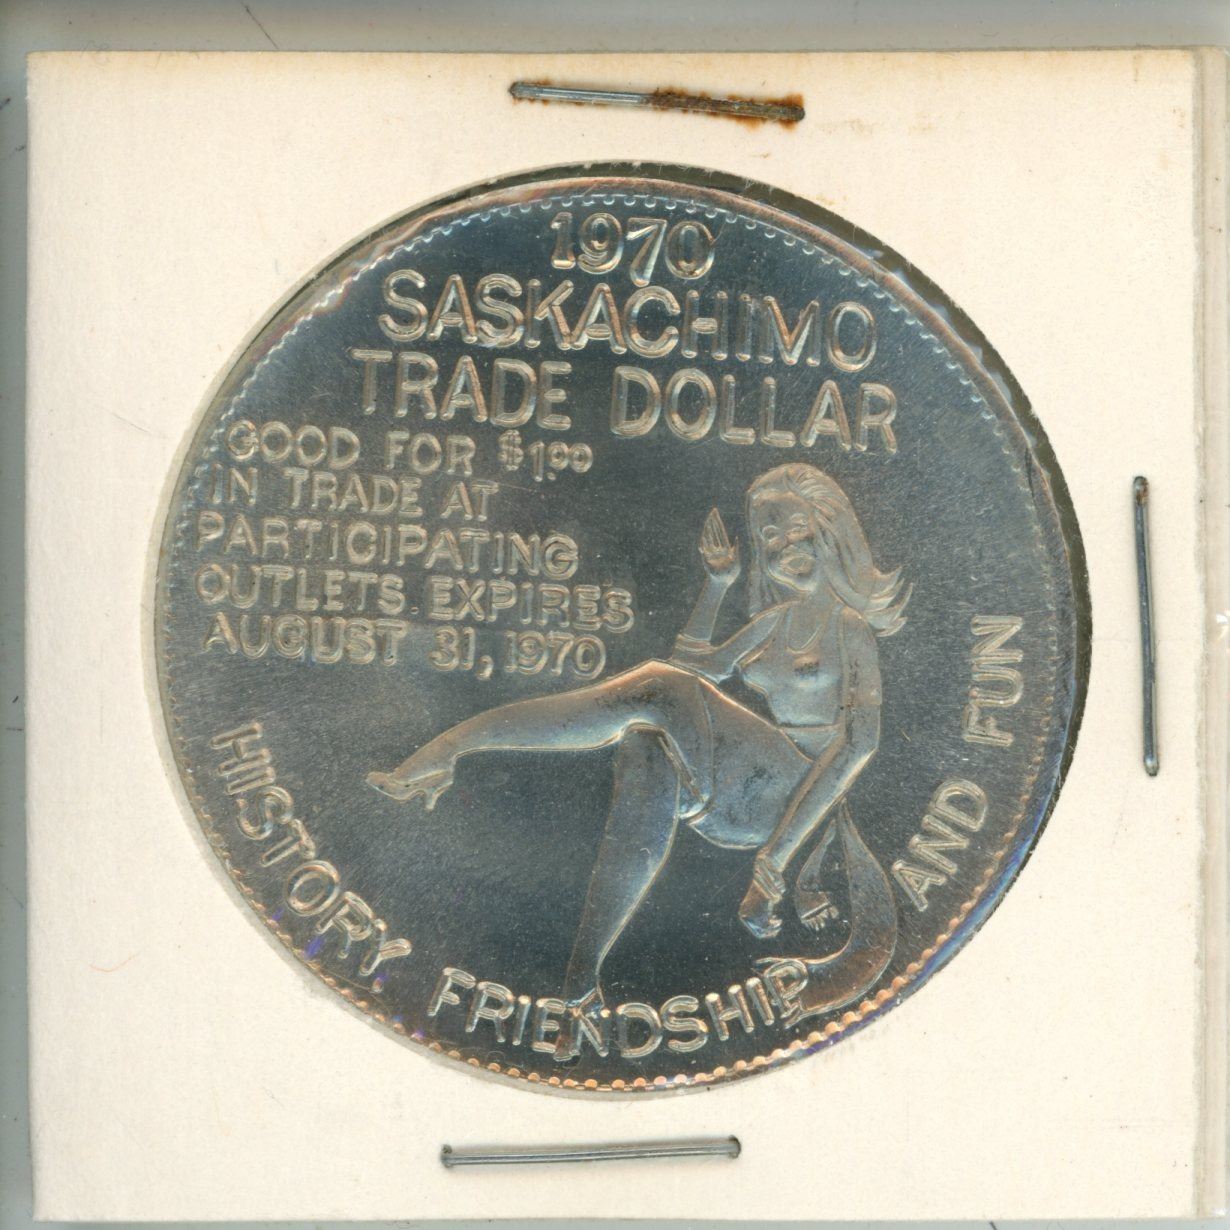 1970
SASKACHIMO
TRADE DOLLAR
GOOD FOR $1.00
IN TRADE AT
PARTICIPATING
OUTLETS. EXPIRES
AUGUST 31, 1970
HISTORY, FRIENDSHIP AND FUN